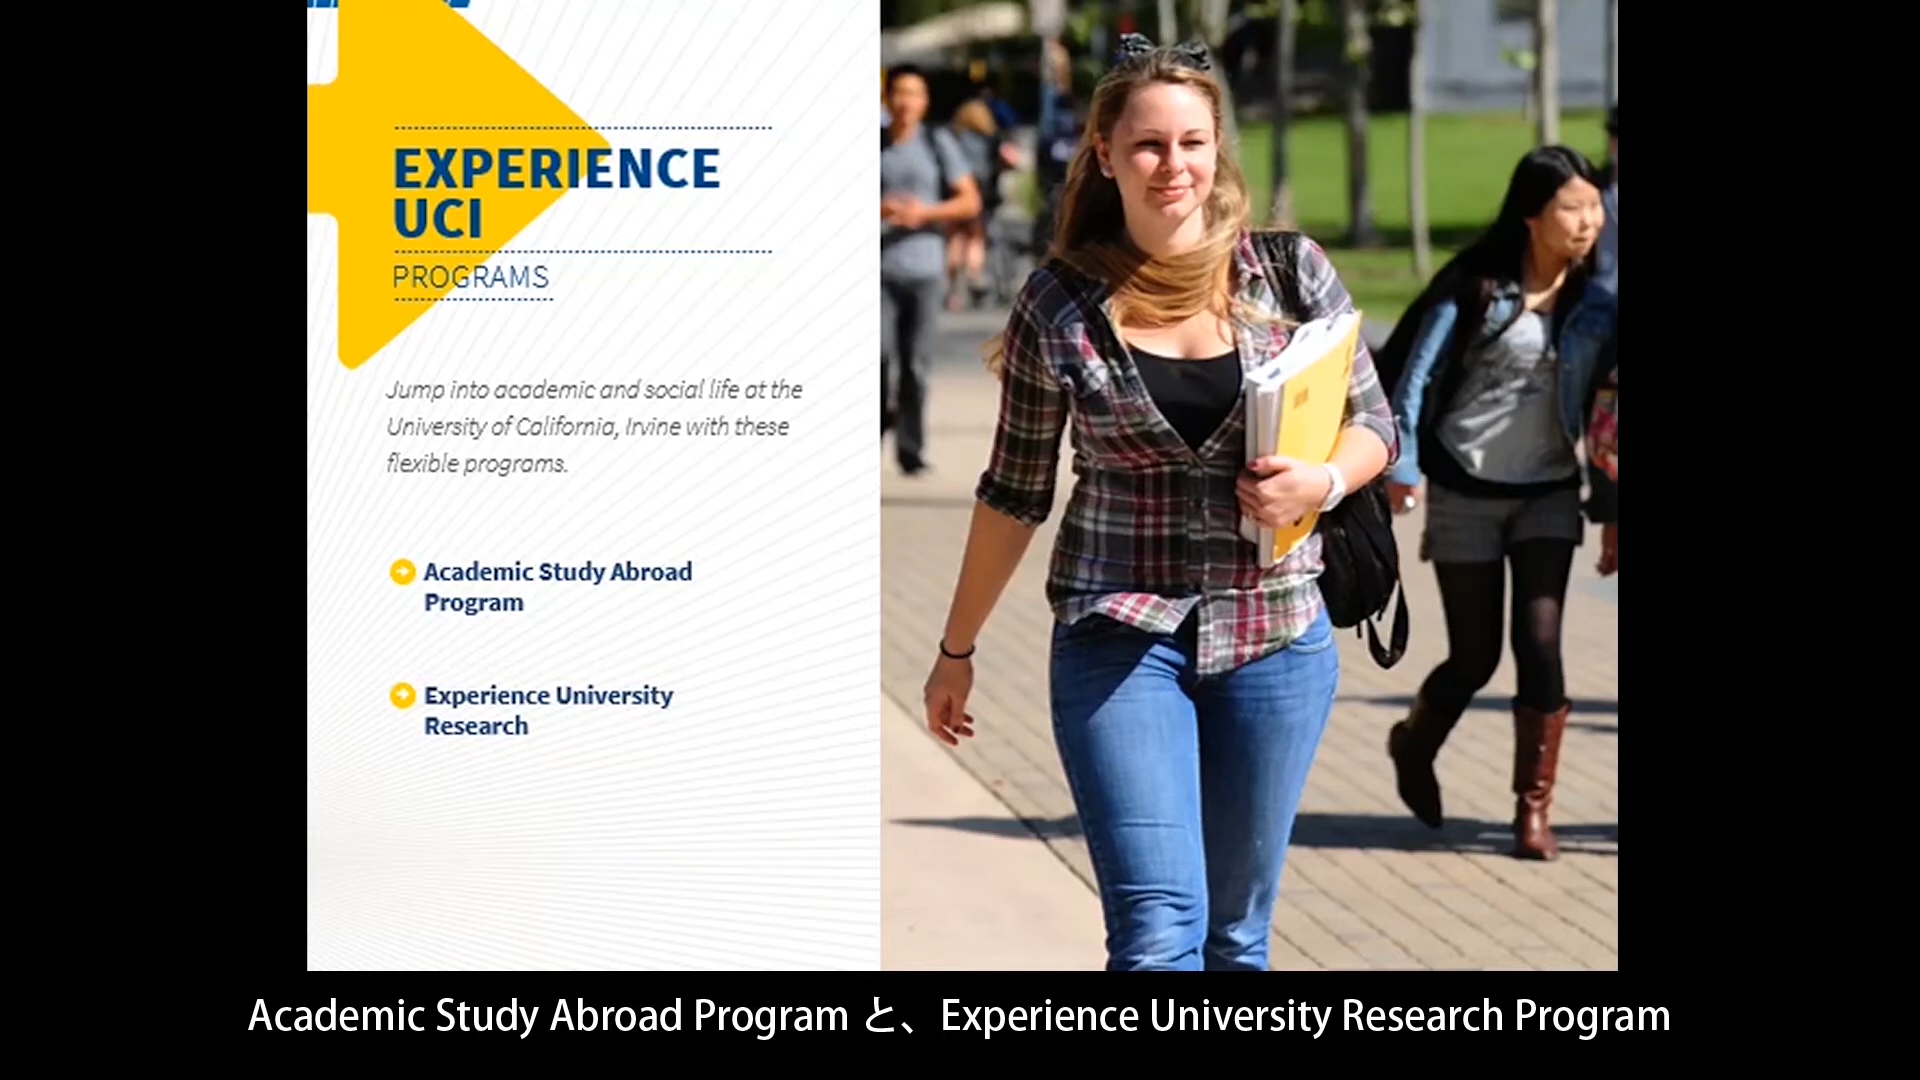 EXPERIENCE
UCI
PROGRAMS
Jump into academic and social life at the
University of California, Irvine with these
flexible programs.
Academic Study Abroad
Program
Experience University
Research
Academic Study Abroad Program と、Experience University Research Program